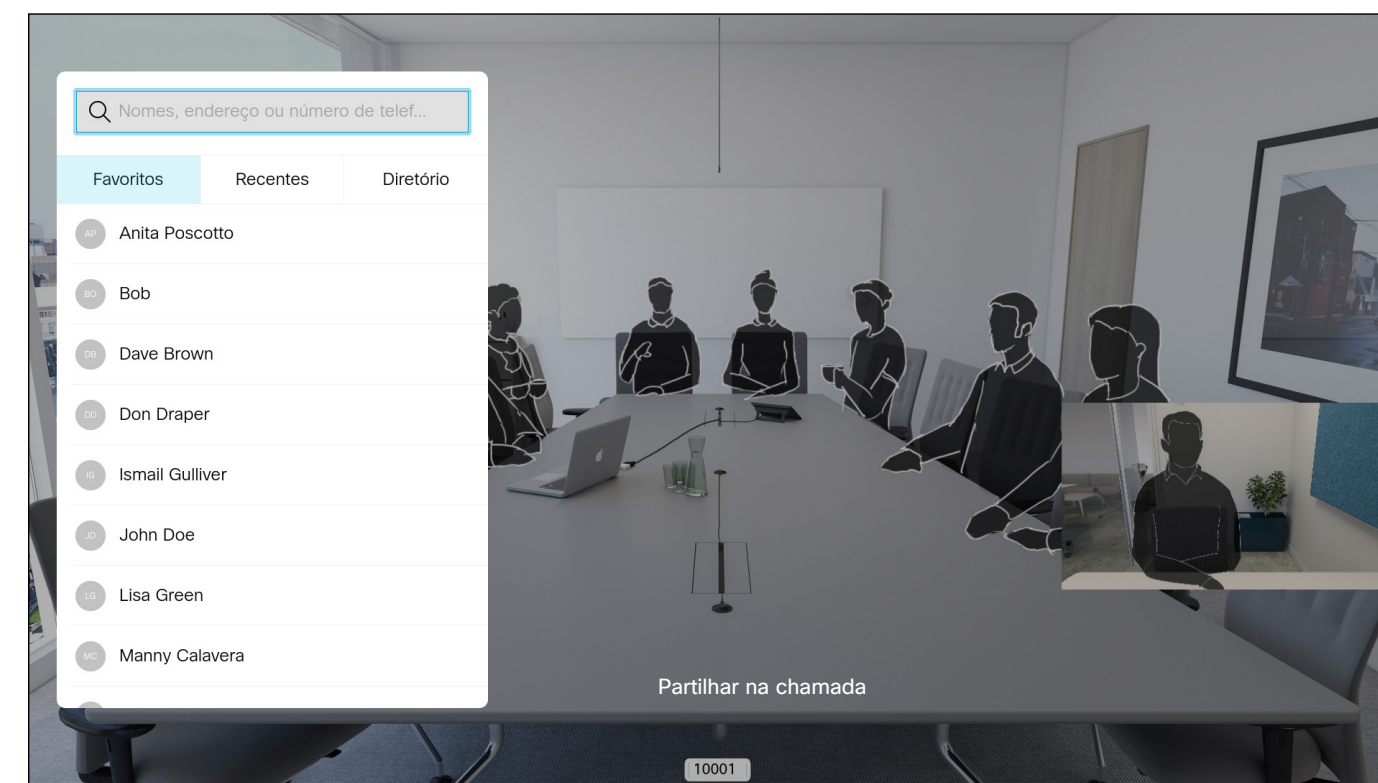 Nomes, endereço ou número de telef...
Favoritos Recentes Diretório
AP Anita Poscotto
BO Bob
DB Dave Brown
DD Don Draper
IG Ismail Gulliver
JD John Doe
LG Lisa Green
MC Manny Calavera
Partilhar na chamada
10001